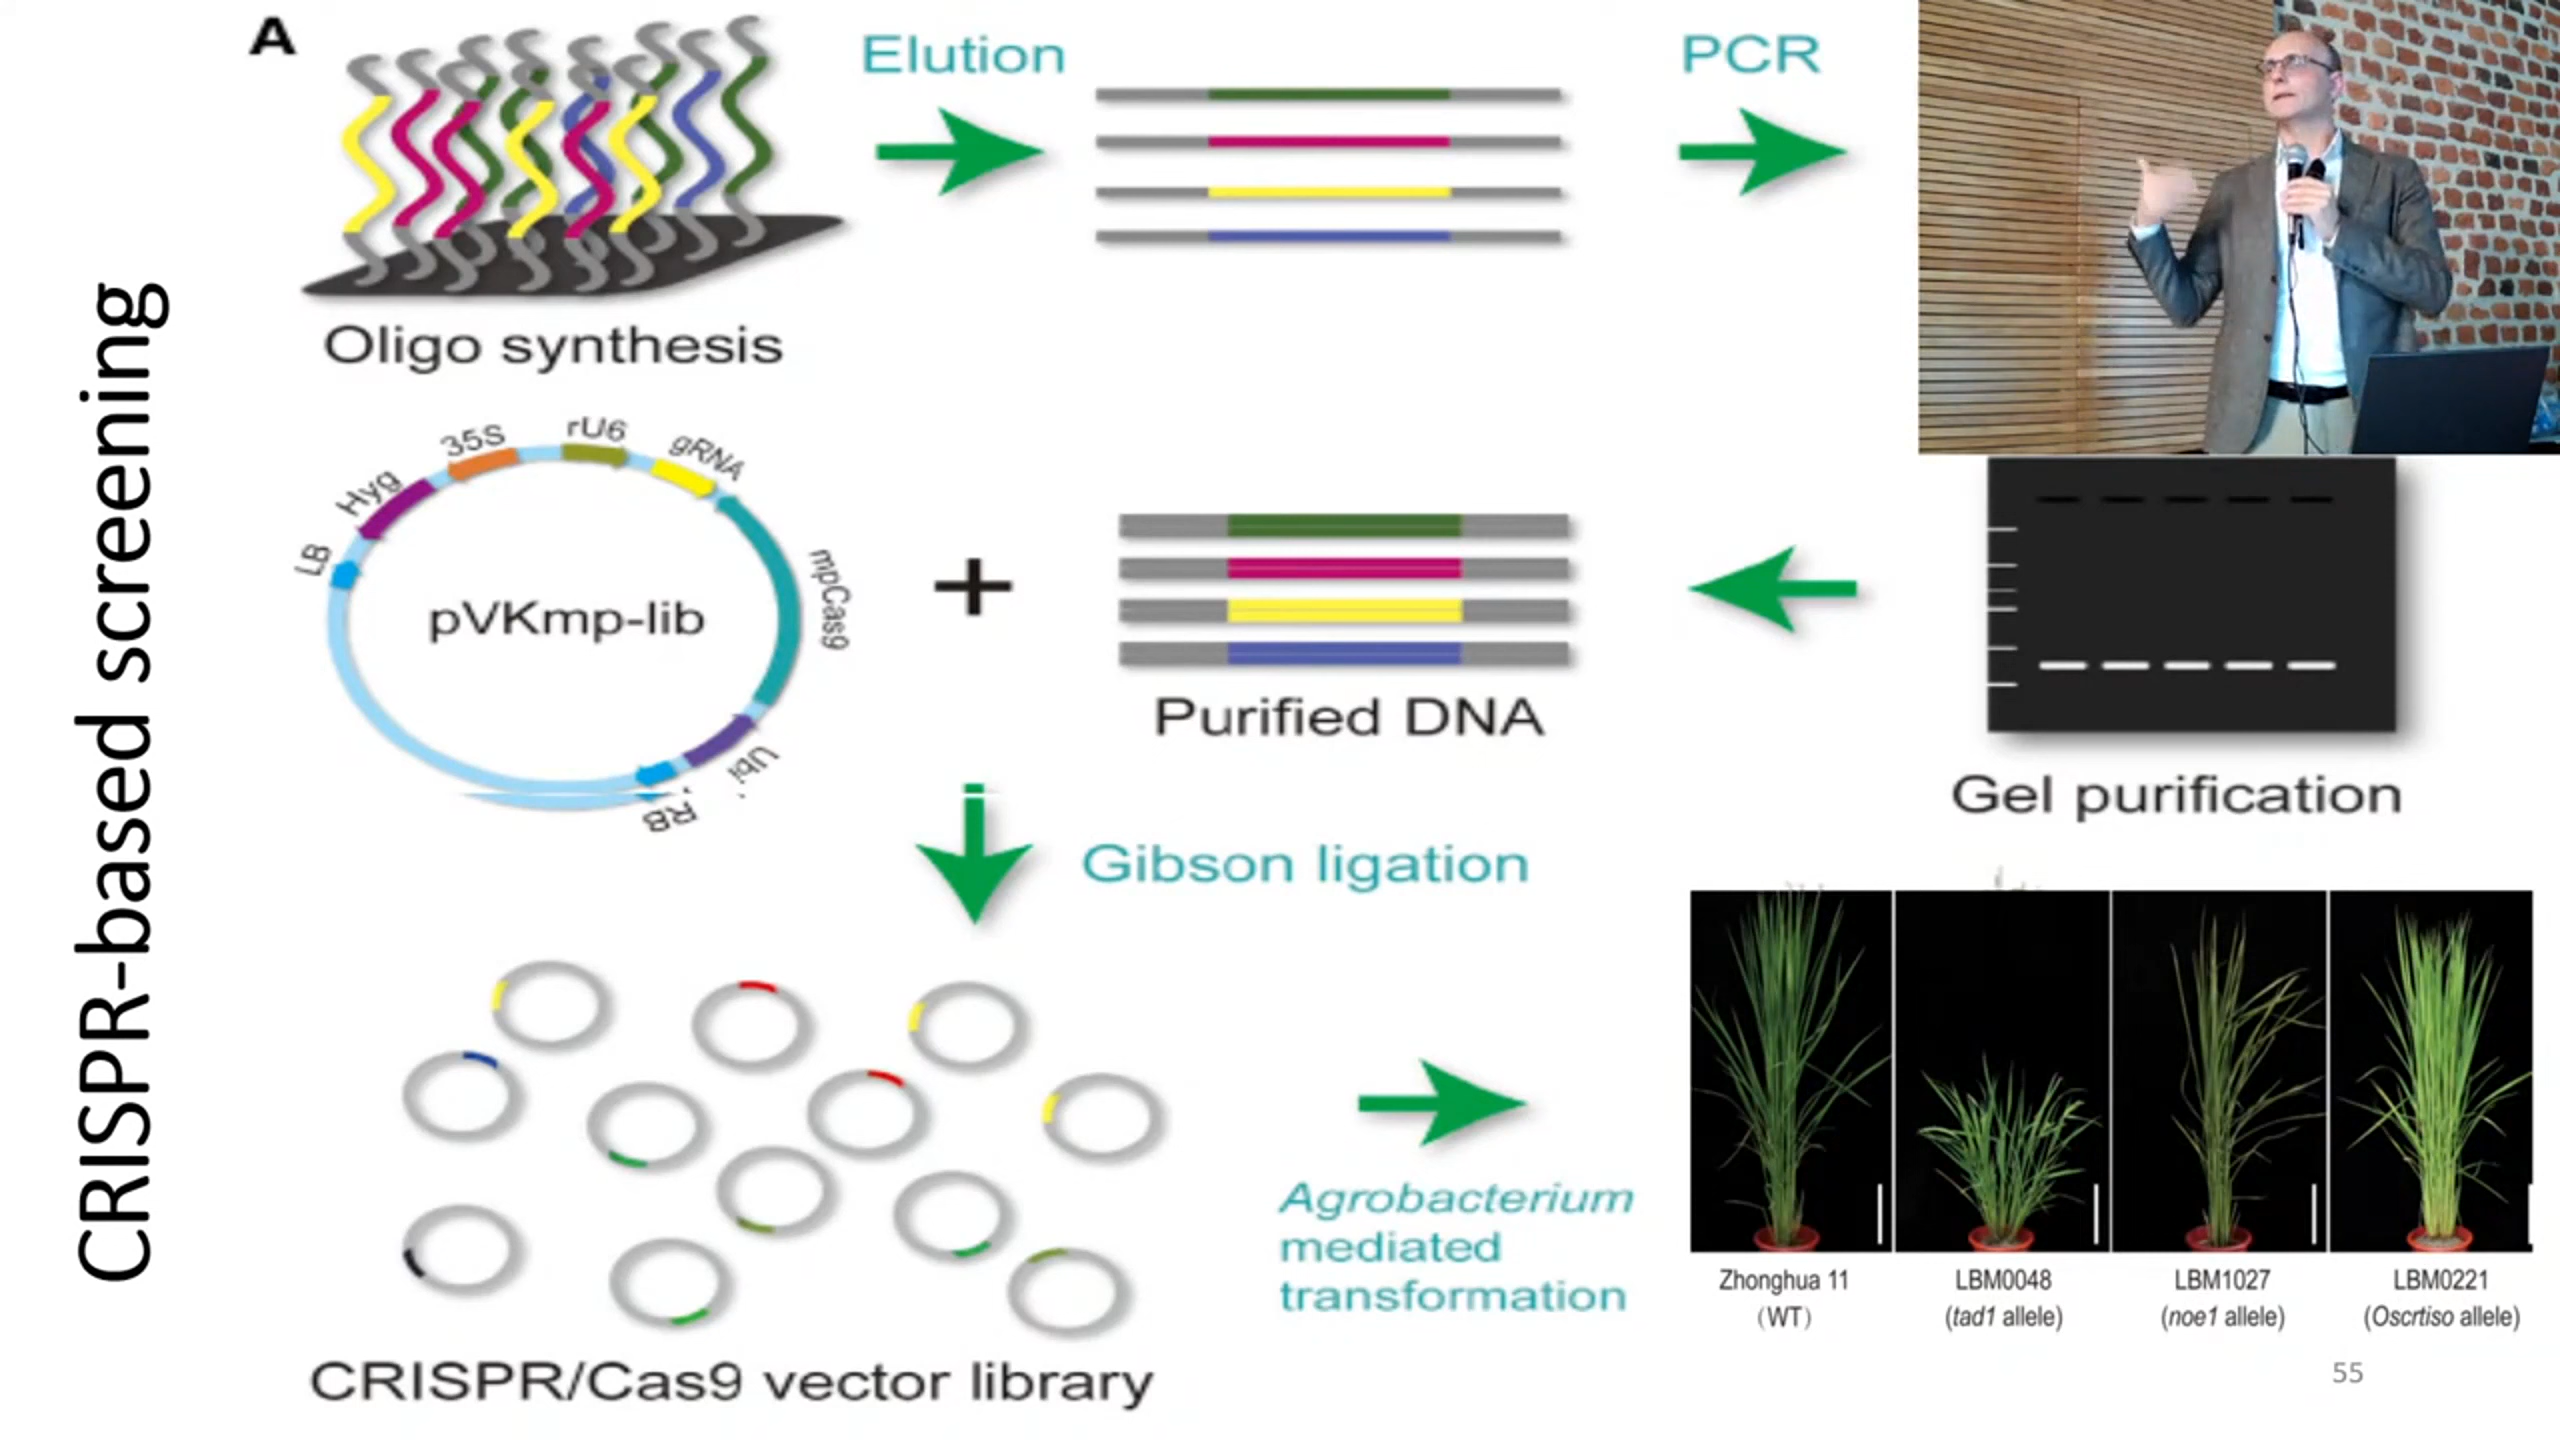 CRISPR-based screening
A
Elution
PCR
Oligo synthesis
35S
rU6
gRNA
Hyg
LB
mpCas9
pVKmp-lib
Ubi
RB
+
Purified DNA
Gel purification
Gibson ligation
Agrobacterium
mediated
transformation
CRISPR/Cas9 vector library
Zhonghua 11
(WT)
LBM0048
(tad1 allele)
LBM1027
(noe1 allele)
LBM0221
(Oscrtiso allele)
55